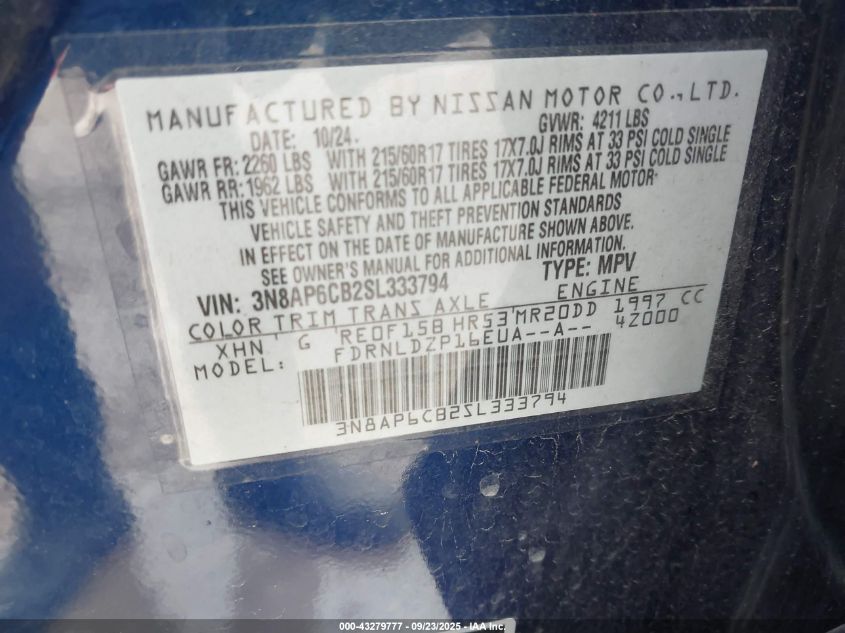 MANUFACTURED BY NISSAN MOTOR CO.,LTD.
DATE: 10/24. GVWR: 4211 LBS
GAWR FR: 2260 LBS WITH 215/60R17 TIRES 17X7.0J RIMS AT 33 PSI COLD SINGLE
GAWR RR: 1962 LBS WITH 215/60R17 TIRES 17X7.0J RIMS AT 33 PSI COLD SINGLE
THIS VEHICLE CONFORMS TO ALL APPLICABLE FEDERAL MOTOR
VEHICLE SAFETY AND THEFT PREVENTION STANDARDS
IN EFFECT ON THE DATE OF MANUFACTURE SHOWN ABOVE.
SEE OWNER'S MANUAL FOR ADDITIONAL INFORMATION.
VIN: 3N8AP6CB2SL333794 TYPE: MPV
COLOR TRIM TRANS AXLE ENGINE
XHN G RE0F15B HR53 MR20DD 1997 CC
MODEL: FDRNLDZP16EUA--A-- 42000
3N8AP6CB2SL333794
000-43279777 - 09/23/2025 - IAA Inc.